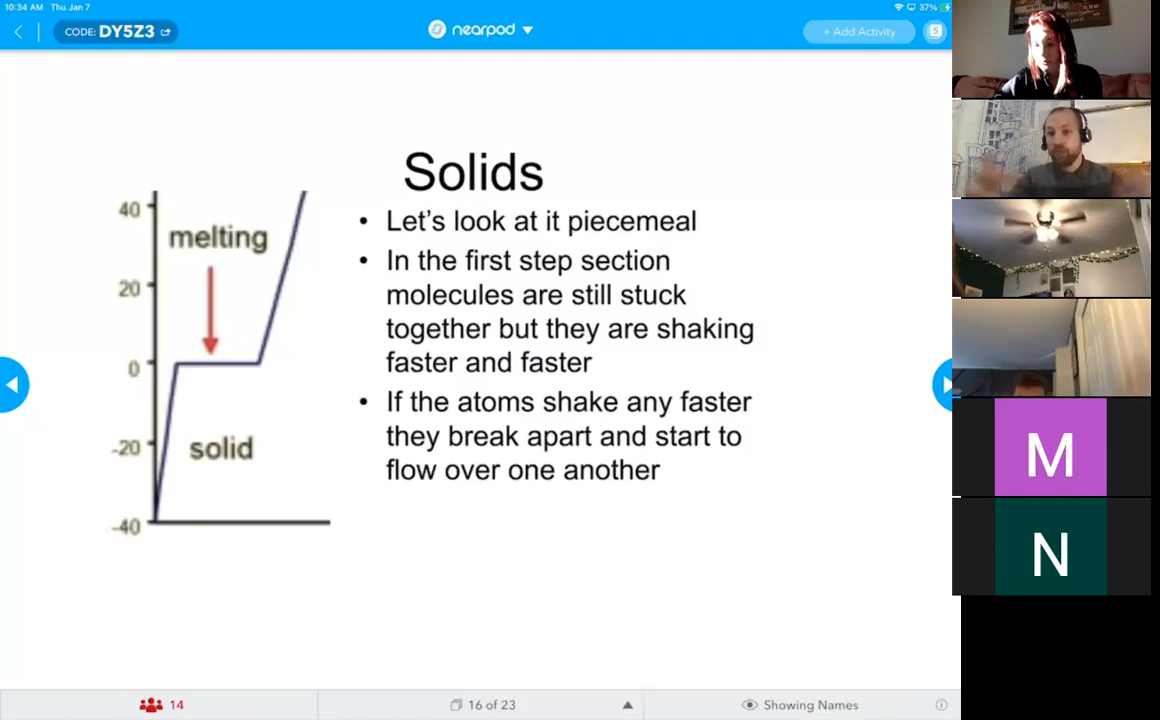 10:34 AM Thu Jan 7
37%
CODE: DY5Z3
nearpod
+ Add Activity
S
Solids
40
melting
20
0
-20
solid
-40
• Let's look at it piecemeal
• In the first step section
molecules are still stuck
together but they are shaking
faster and faster
• If the atoms shake any faster
they break apart and start to
flow over one another
M
N
14
16 of 23
Showing Names